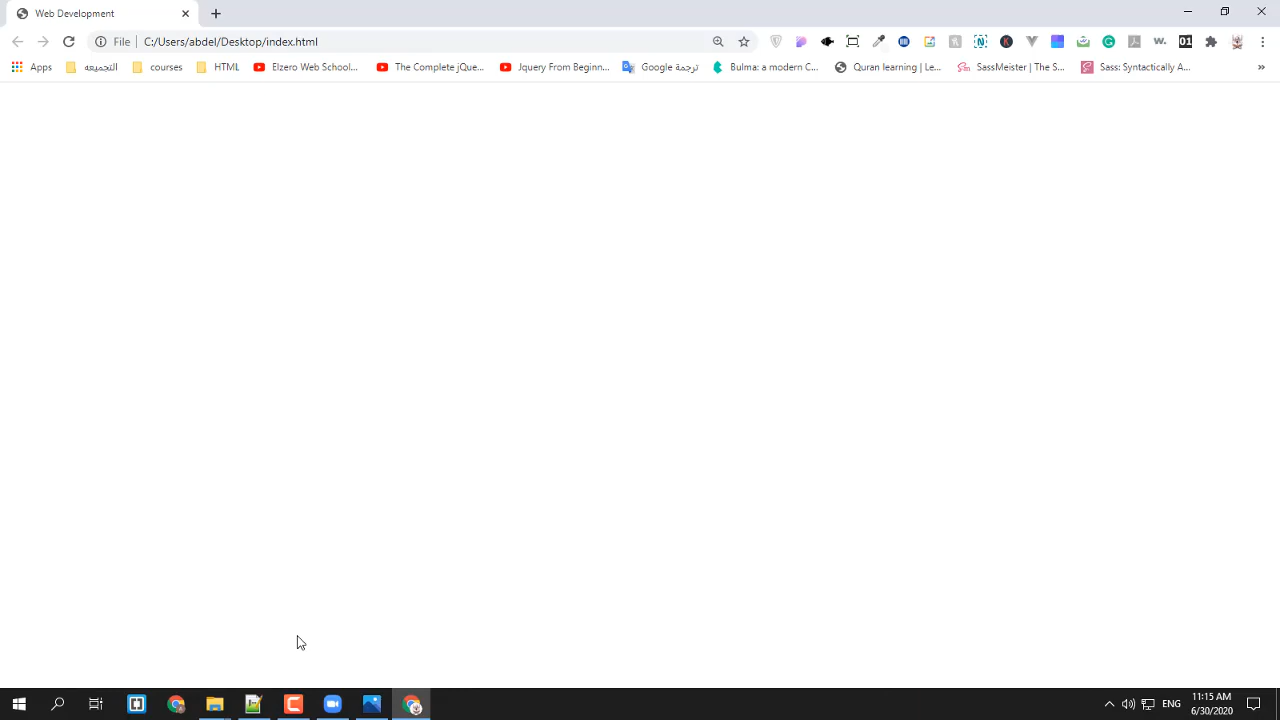 Web Development
File C:/Users/abdel/Desktop/index.html
Apps التجميعه courses HTML Elzero Web School... The Complete jQue... Jquery From Beginn... ترجمة Google Bulma: a modern C... Quran learning | Le... SassMeister | The S... Sass: Syntactically A...
11:15 AM
ENG
6/30/2020